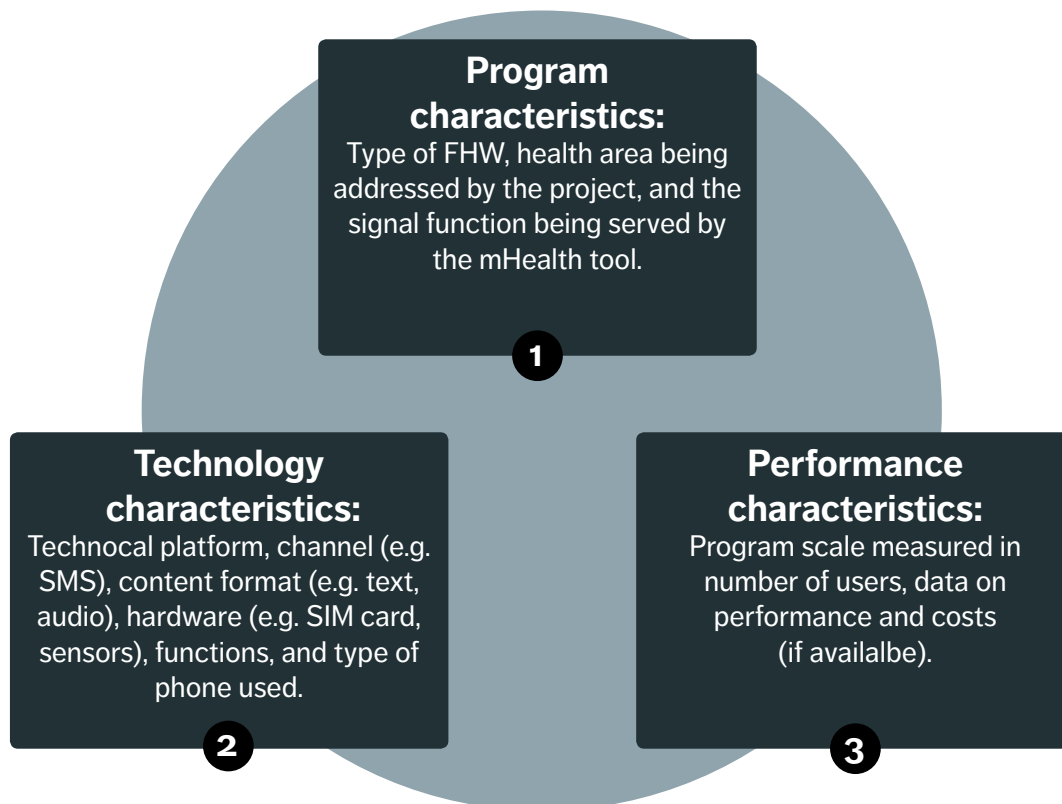 Program
characteristics:
Type of FHW, health area being
addressed by the project, and the
signal function being served by
the mHealth tool.
1
Technology
characteristics:
Technocal platform, channel (e.g.
SMS), content format (e.g. text,
audio), hardware (e.g. SIM card,
sensors), functions, and type of
phone used.
2
Performance
characteristics:
Program scale measured in
number of users, data on
performance and costs
(if availalbe).
3